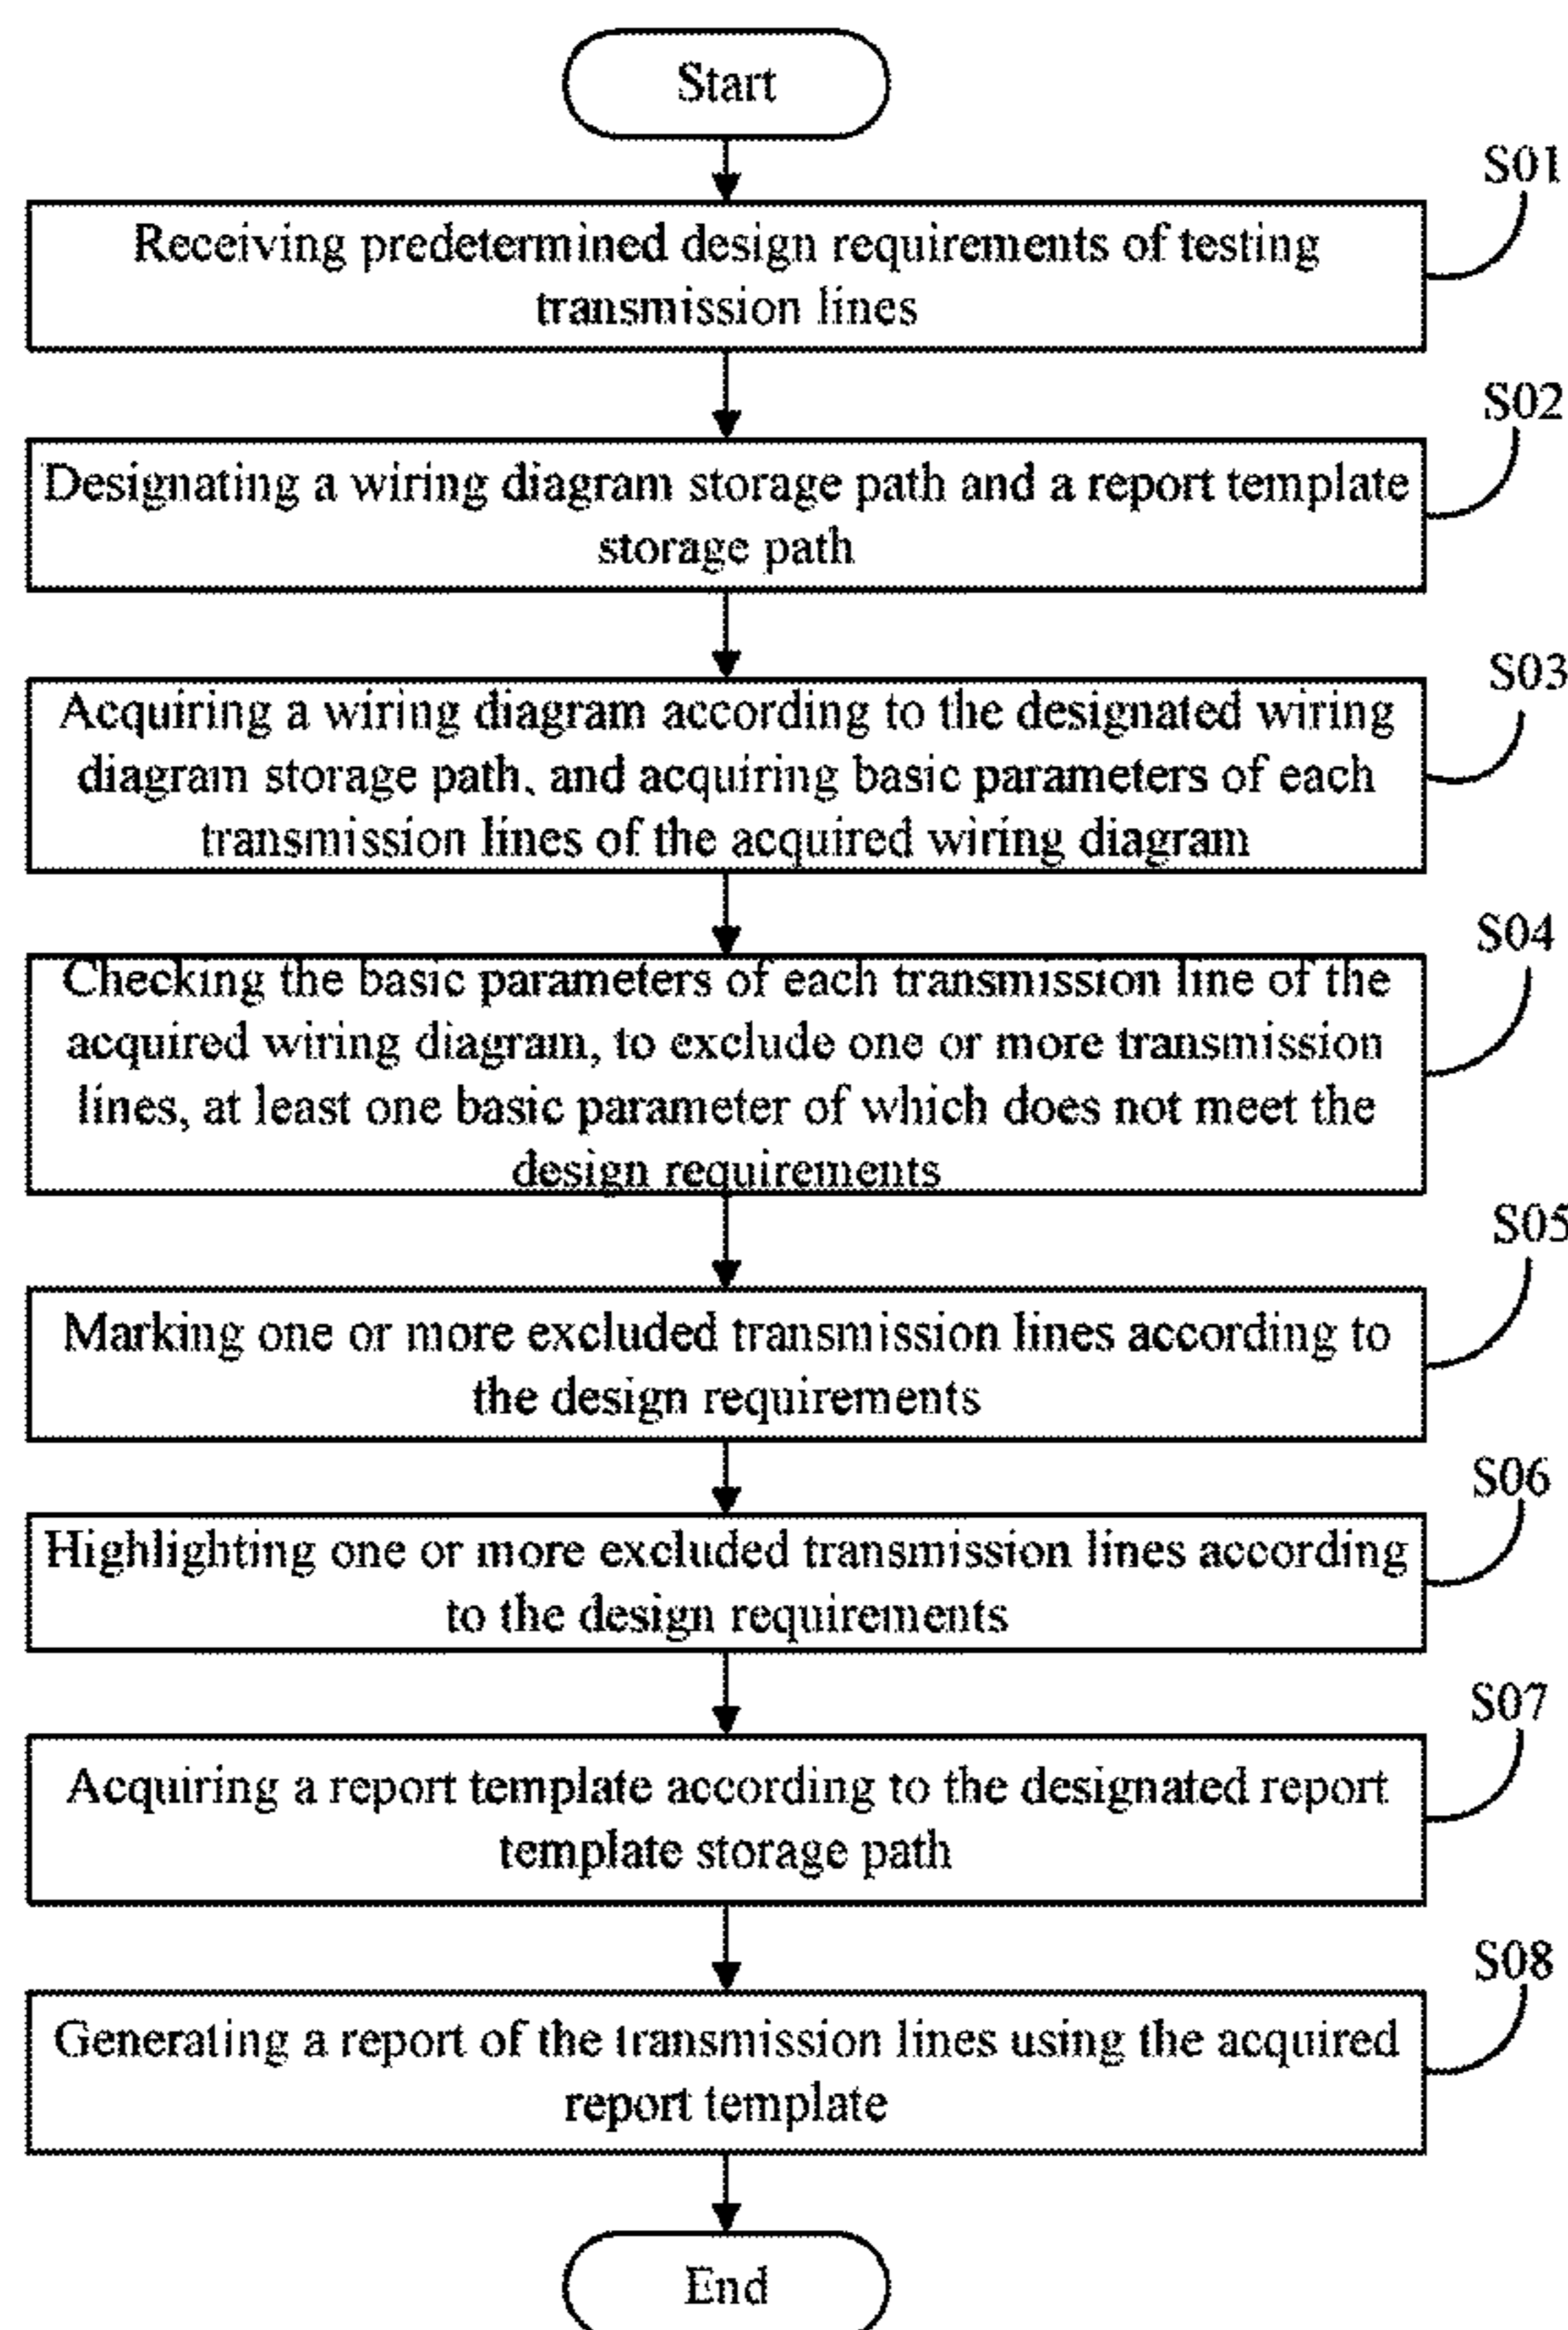 Start
S01
Receiving predetermined design requirements of testing
transmission lines
S02
Designating a wiring diagram storage path and a report template
storage path
S03
Acquiring a wiring diagram according to the designated wiring
diagram storage path, and acquiring basic parameters of each
transmission lines of the acquired wiring diagram
S04
Checking the basic parameters of each transmission line of the
acquired wiring diagram, to exclude one or more transmission
lines, at least one basic parameter of which does not meet the
design requirements
S05
Marking one or more excluded transmission lines according to
the design requirements
S06
Highlighting one or more excluded transmission lines according
to the design requirements
S07
Acquiring a report template according to the designated report
template storage path
S08
Generating a report of the transmission lines using the acquired
report template
End